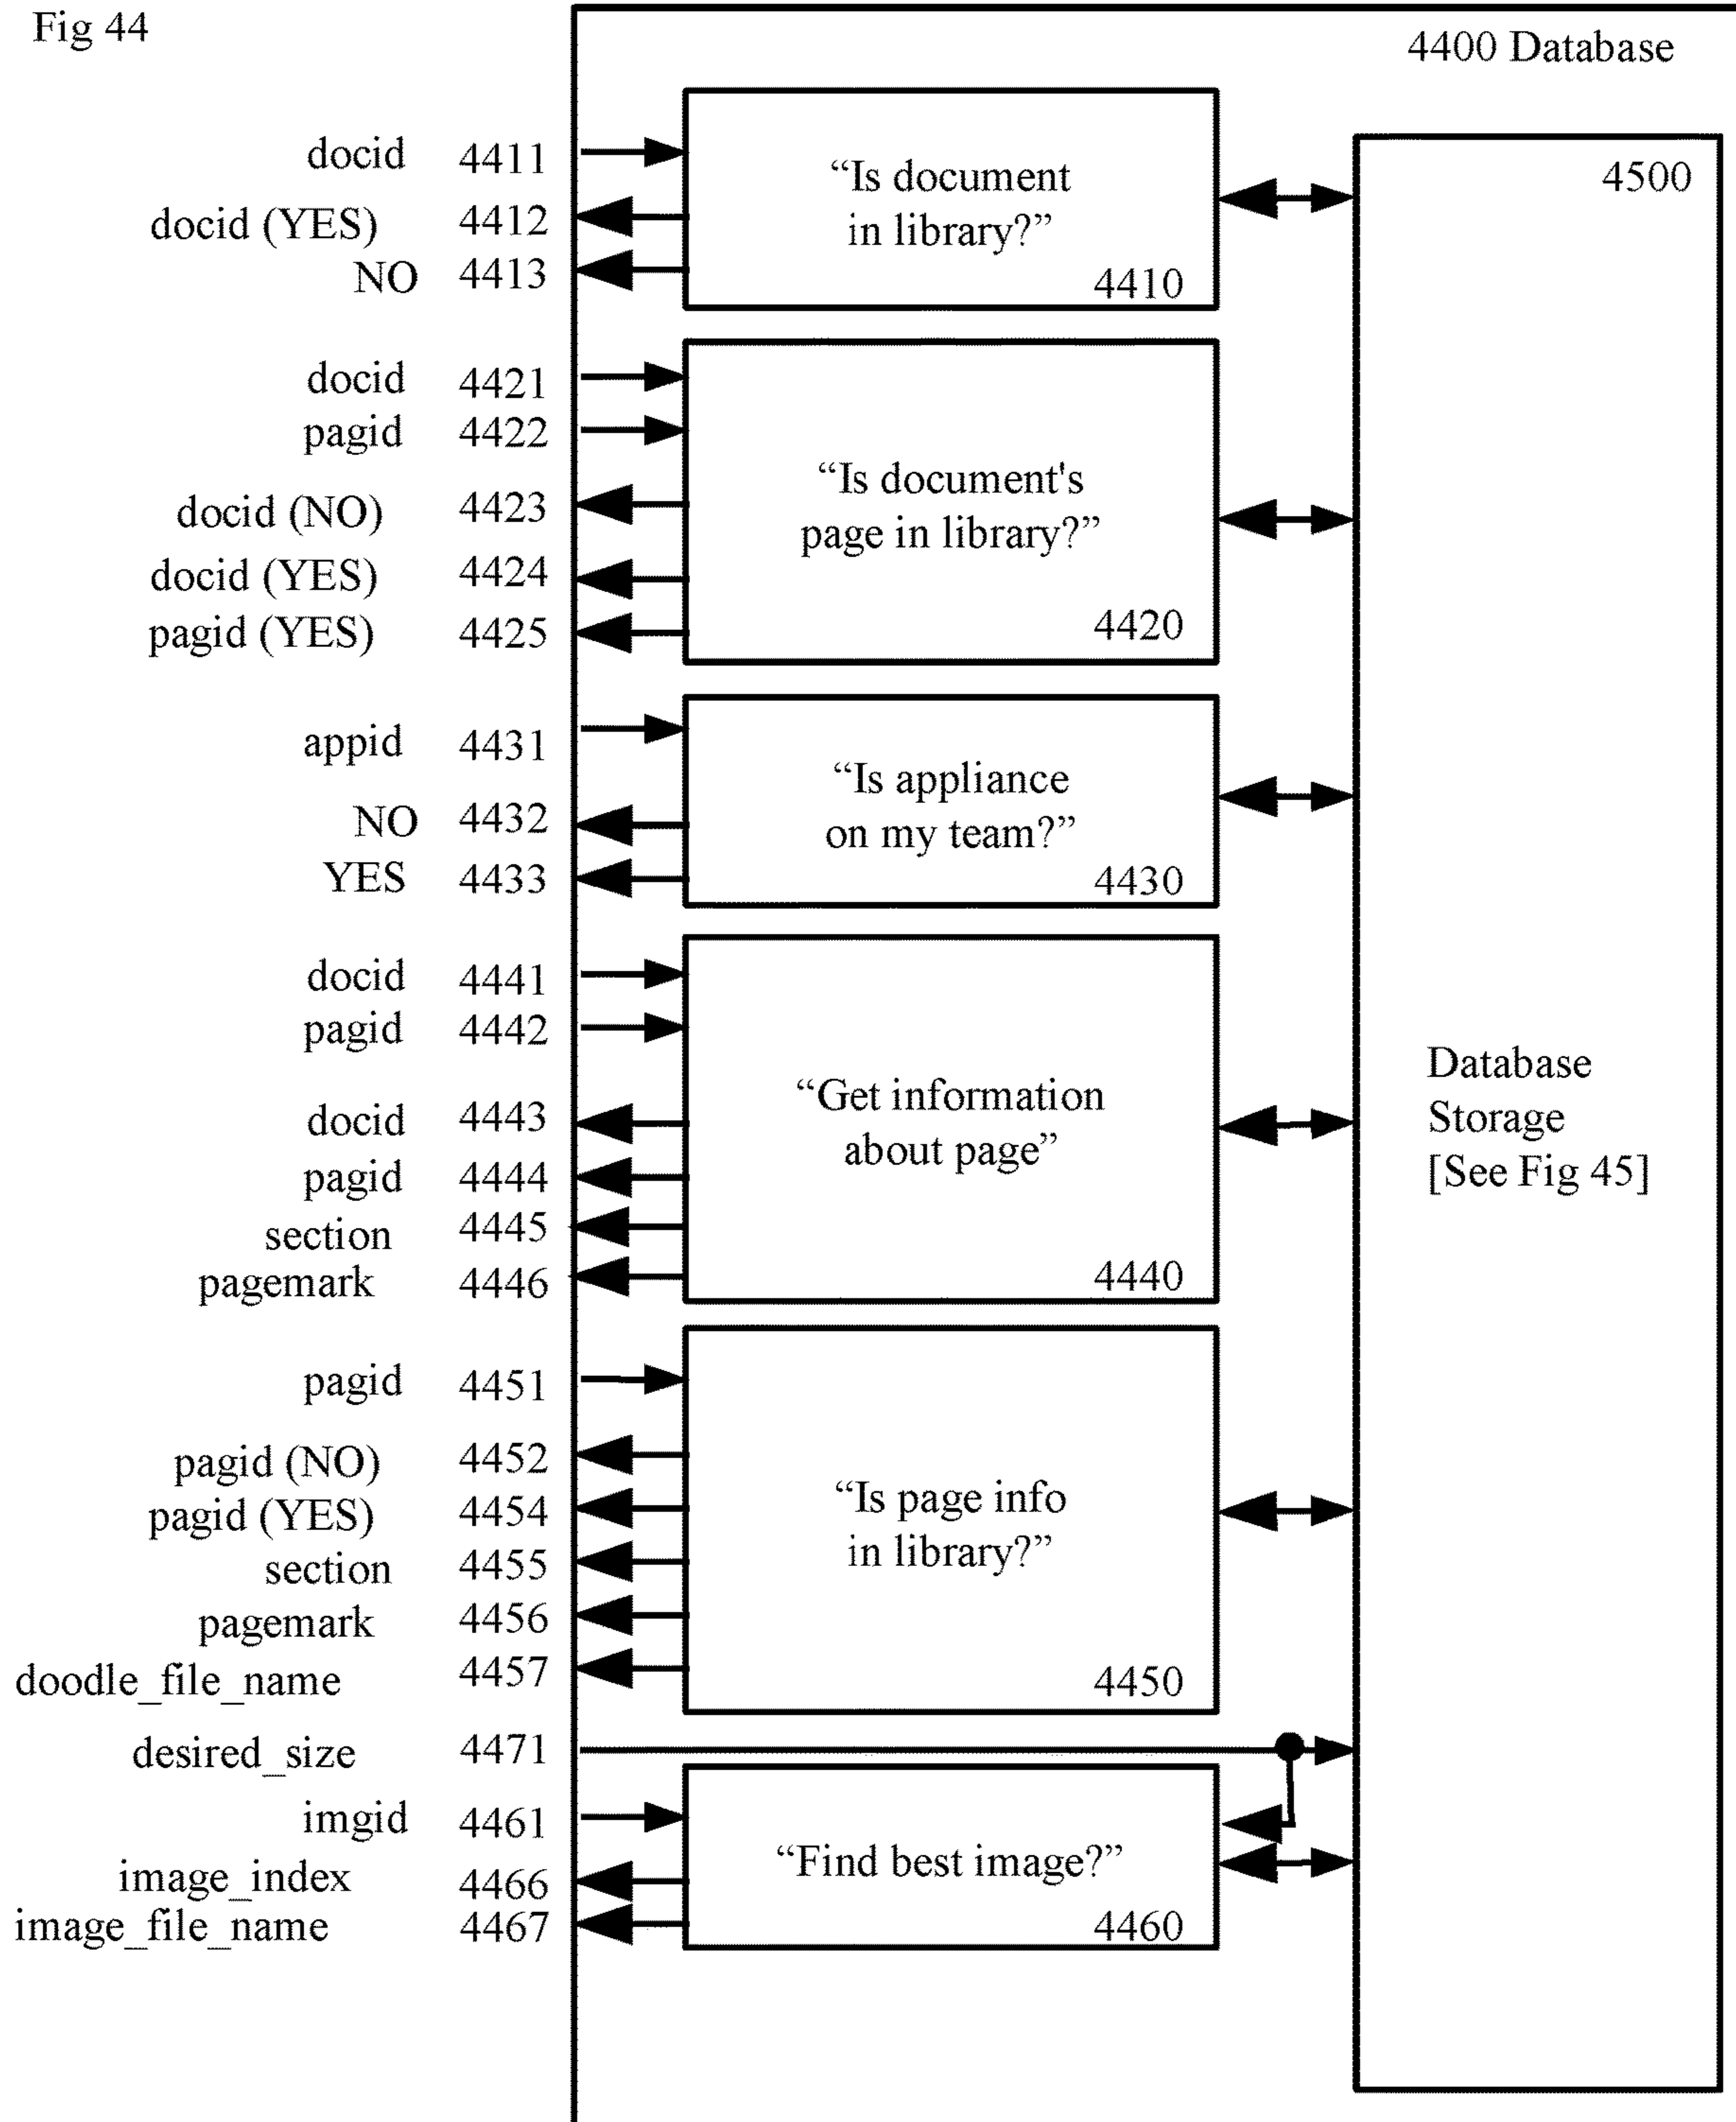 Fig 44
4400 Database
docid 4411
docid (YES) 4412
NO 4413
“Is document
in library?”
4410
4500
docid 4421
pagid 4422
docid (NO) 4423
docid (YES) 4424
pagid (YES) 4425
“Is document's
page in library?”
4420
appid 4431
NO 4432
YES 4433
“Is appliance
on my team?”
4430
docid 4441
pagid 4442
docid 4443
pagid 4444
section 4445
pagemark 4446
“Get information
about page”
4440
Database
Storage
[See Fig 45]
pagid 4451
pagid (NO) 4452
pagid (YES) 4454
section 4455
pagemark 4456
doodle_file_name 4457
“Is page info
in library?”
4450
desired_size 4471
imgid 4461
image_index 4466
image_file_name 4467
“Find best image?”
4460